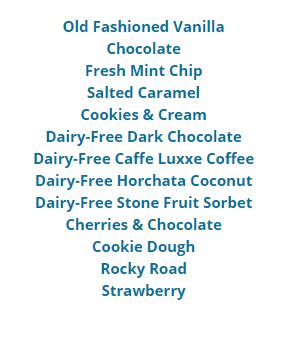 Old Fashioned Vanilla
Chocolate
Fresh Mint Chip
Salted Caramel
Cookies & Cream
Dairy-Free Dark Chocolate
Dairy-Free Caffe Luxxe Coffee
Dairy-Free Horchata Coconut
Dairy-Free Stone Fruit Sorbet
Cherries & Chocolate
Cookie Dough
Rocky Road
Strawberry